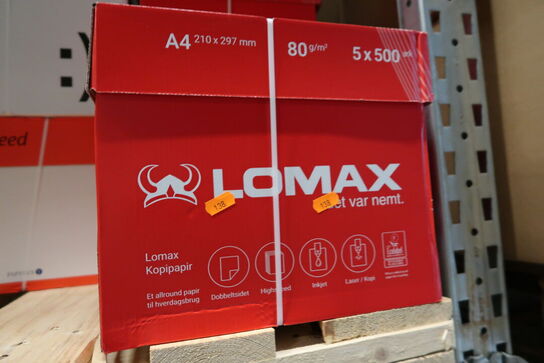 A4 210 x 297 mm
80 g/m²
5 x 500 ark
LOMAX
et var nemt.
138
138
Lomax
Kopipapir
Et allround papir
til hverdagsbrug
Dobbeltsidet
Highspeed
Inkjet
Laser / Kopi
eed